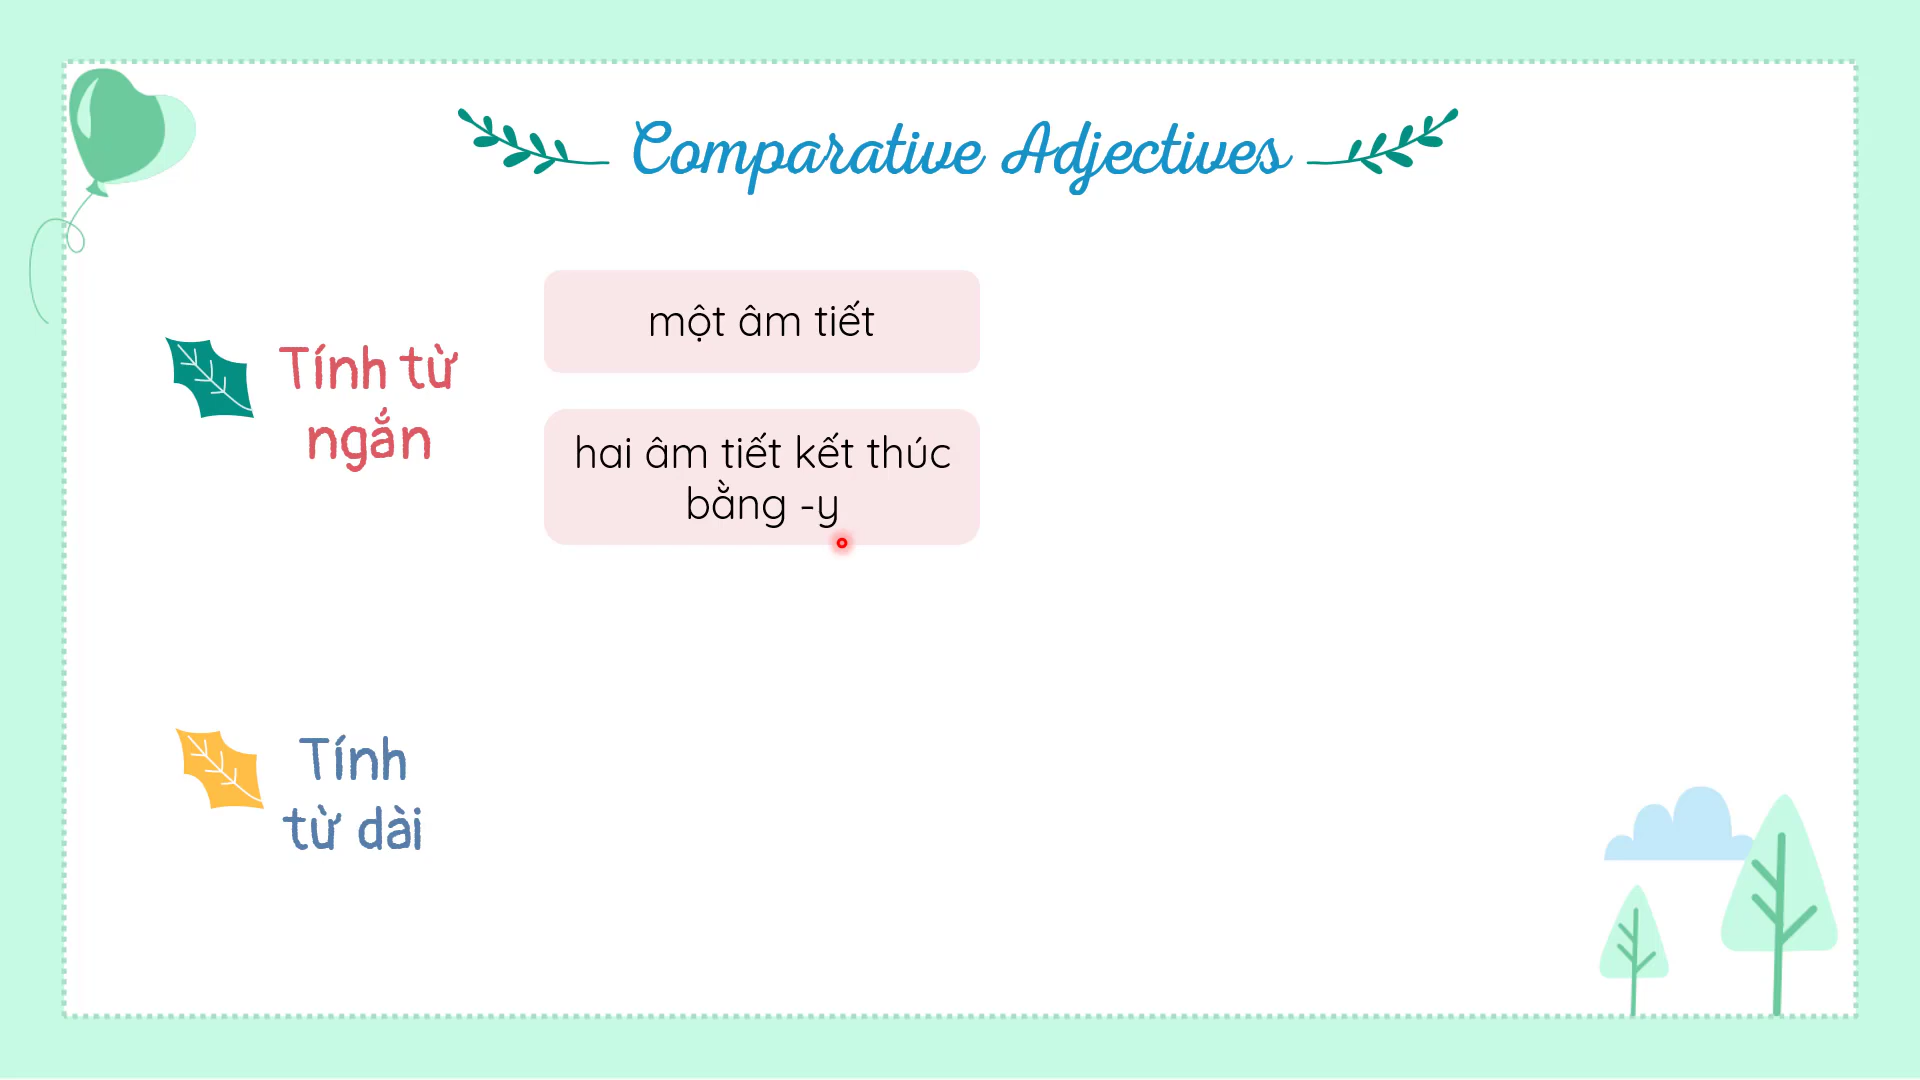 Comparative Adjectives
Tính từ
ngắn
một âm tiết
hai âm tiết kết thúc
bằng -y
Tính
từ dài